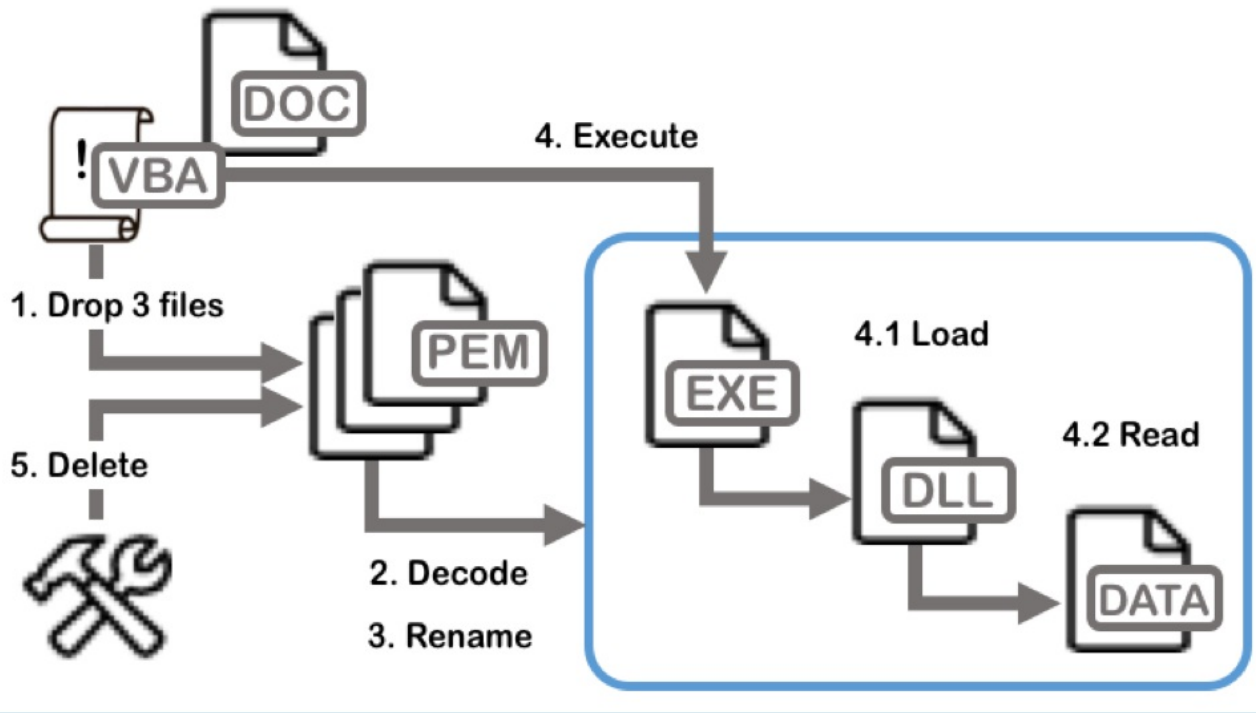 DOC
!
VBA
4. Execute
1. Drop 3 files
PEM
EXE
4.1 Load
DLL
4.2 Read
DATA
5. Delete
2. Decode
3. Rename